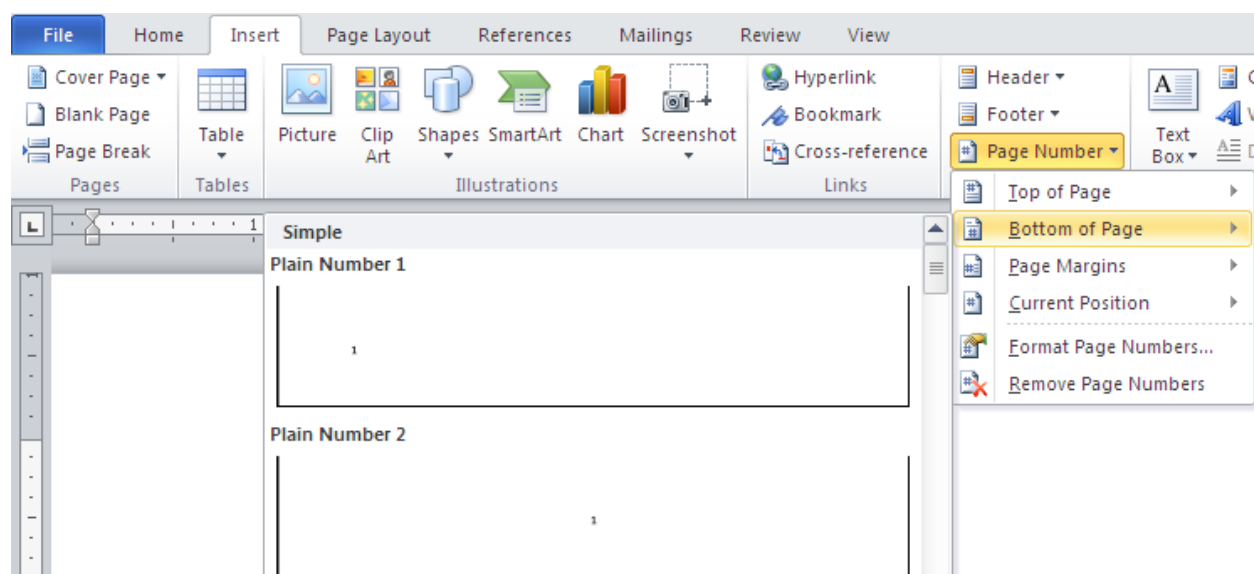 File Home Insert Page Layout References Mailings Review View
Cover Page
Blank Page
Page Break
Pages
Table
Tables
Picture
Clip Art
Shapes
SmartArt
Chart
Screenshot
Illustrations
Hyperlink
Bookmark
Cross-reference
Links
Header
Footer
# Page Number
A
Text Box
Top of Page
Bottom of Page
Page Margins
Current Position
Format Page Numbers...
Remove Page Numbers
L
1
Simple
Plain Number 1
1
Plain Number 2
1